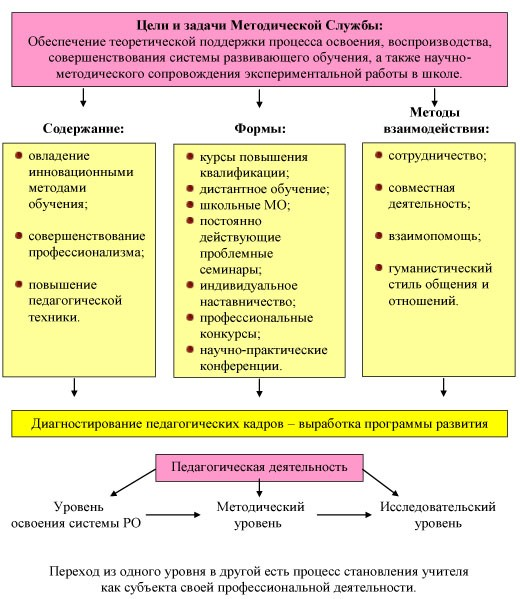 Цели и задачи Методической Службы:
Обеспечение теоретической поддержки процесса освоения, воспроизводства,
совершенствования системы развивающего обучения, а также научно-
методического сопровождения экспериментальной работы в школе.
Содержание:
овладение
инновационными
методами
обучения;
совершенствование
профессионализма;
повышение
педагогической
техники.
Формы:
курсы повышения
квалификации;
дистантное обучение;
школьные МО;
постоянно
действующие
проблемные
семинары;
индивидуальное
наставничество;
профессиональные
конкурсы;
научно-практические
конференции.
Методы
взаимодействия:
сотрудничество;
совместная
деятельность;
взаимопомощь;
гуманистический
стиль общения и
отношений.
Диагностирование педагогических кадров – выработка программы развития
Педагогическая деятельность
Уровень
освоения системы РО
Методический
уровень
Исследовательский
уровень
Переход из одного уровня в другой есть процесс становления учителя
как субъекта своей профессиональной деятельности.